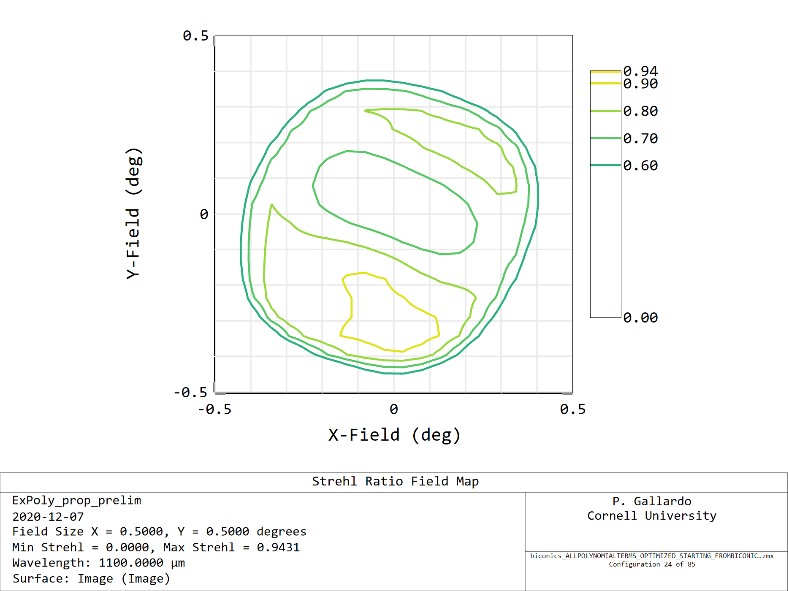 0.5
0
-0.5
Y-Field (deg)
-0.5
0
0.5
X-Field (deg)
0.94
0.90
0.80
0.70
0.60
0.00
Strehl Ratio Field Map
ExPoly_prop_prelim
2020-12-07
Field Size X = 0.5000, Y = 0.5000 degrees
Min Strehl = 0.0000, Max Strehl = 0.9431
Wavelength: 1100.0000 µm
Surface: Image (Image)
P. Gallardo
Cornell University
biconics_ALLPOLYNOMIALTERMS_OPTIMIZED_STARTING_FROMBICONIC.zmx
Configuration 24 of 85